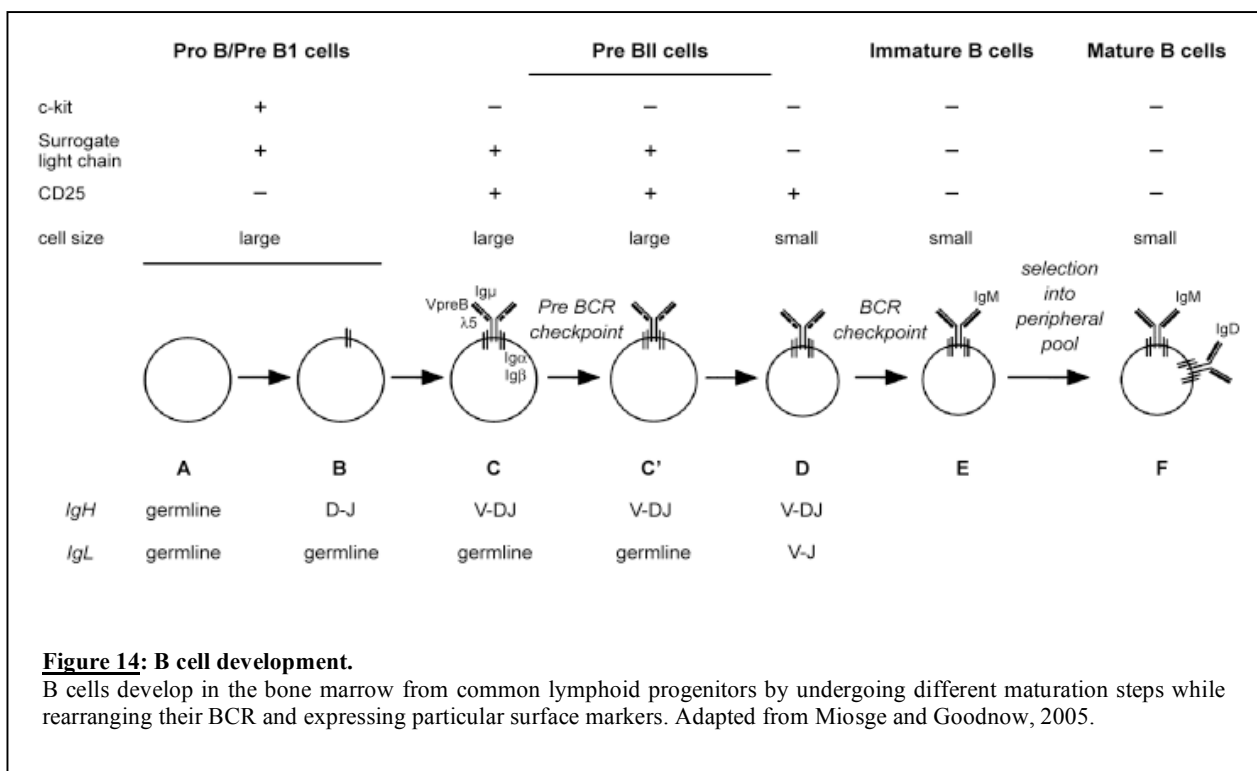 Pro B/Pre B1 cells Pre BII cells Immature B cells Mature B cells
c-kit + − − − − −
Surrogate
light chain + + + − − −
CD25 − + + + − −
cell size large large large small small small
Igμ
VpreB
λ5
Igα
Igβ
Pre BCR
checkpoint
BCR
checkpoint
IgM
selection
into
peripheral
pool
IgM
IgD
A B C C' D E F
IgH germline D-J V-DJ V-DJ V-DJ
IgL germline germline germline germline V-J
Figure 14: B cell development.
B cells develop in the bone marrow from common lymphoid progenitors by undergoing different maturation steps while
rearranging their BCR and expressing particular surface markers. Adapted from Miosge and Goodnow, 2005.